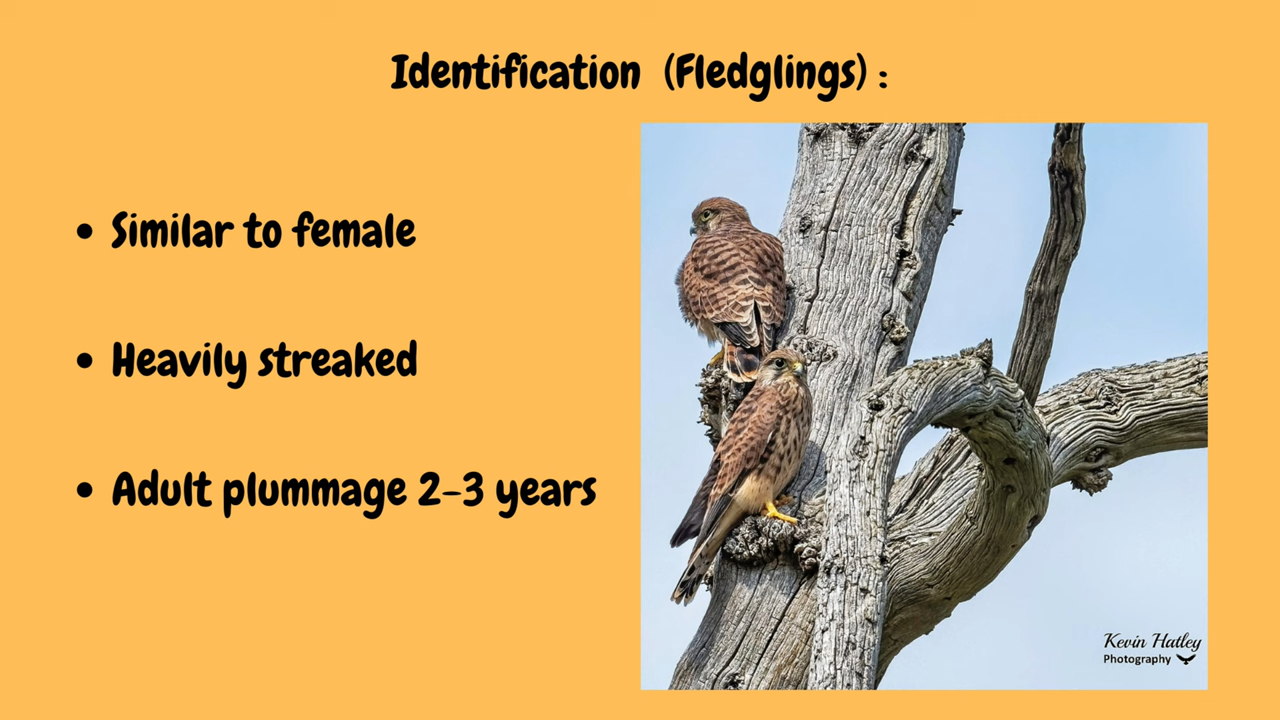 Identification (Fledglings) :
• Similar to female
• Heavily streaked
• Adult plummage 2-3 years
Kevin Hatley
Photography